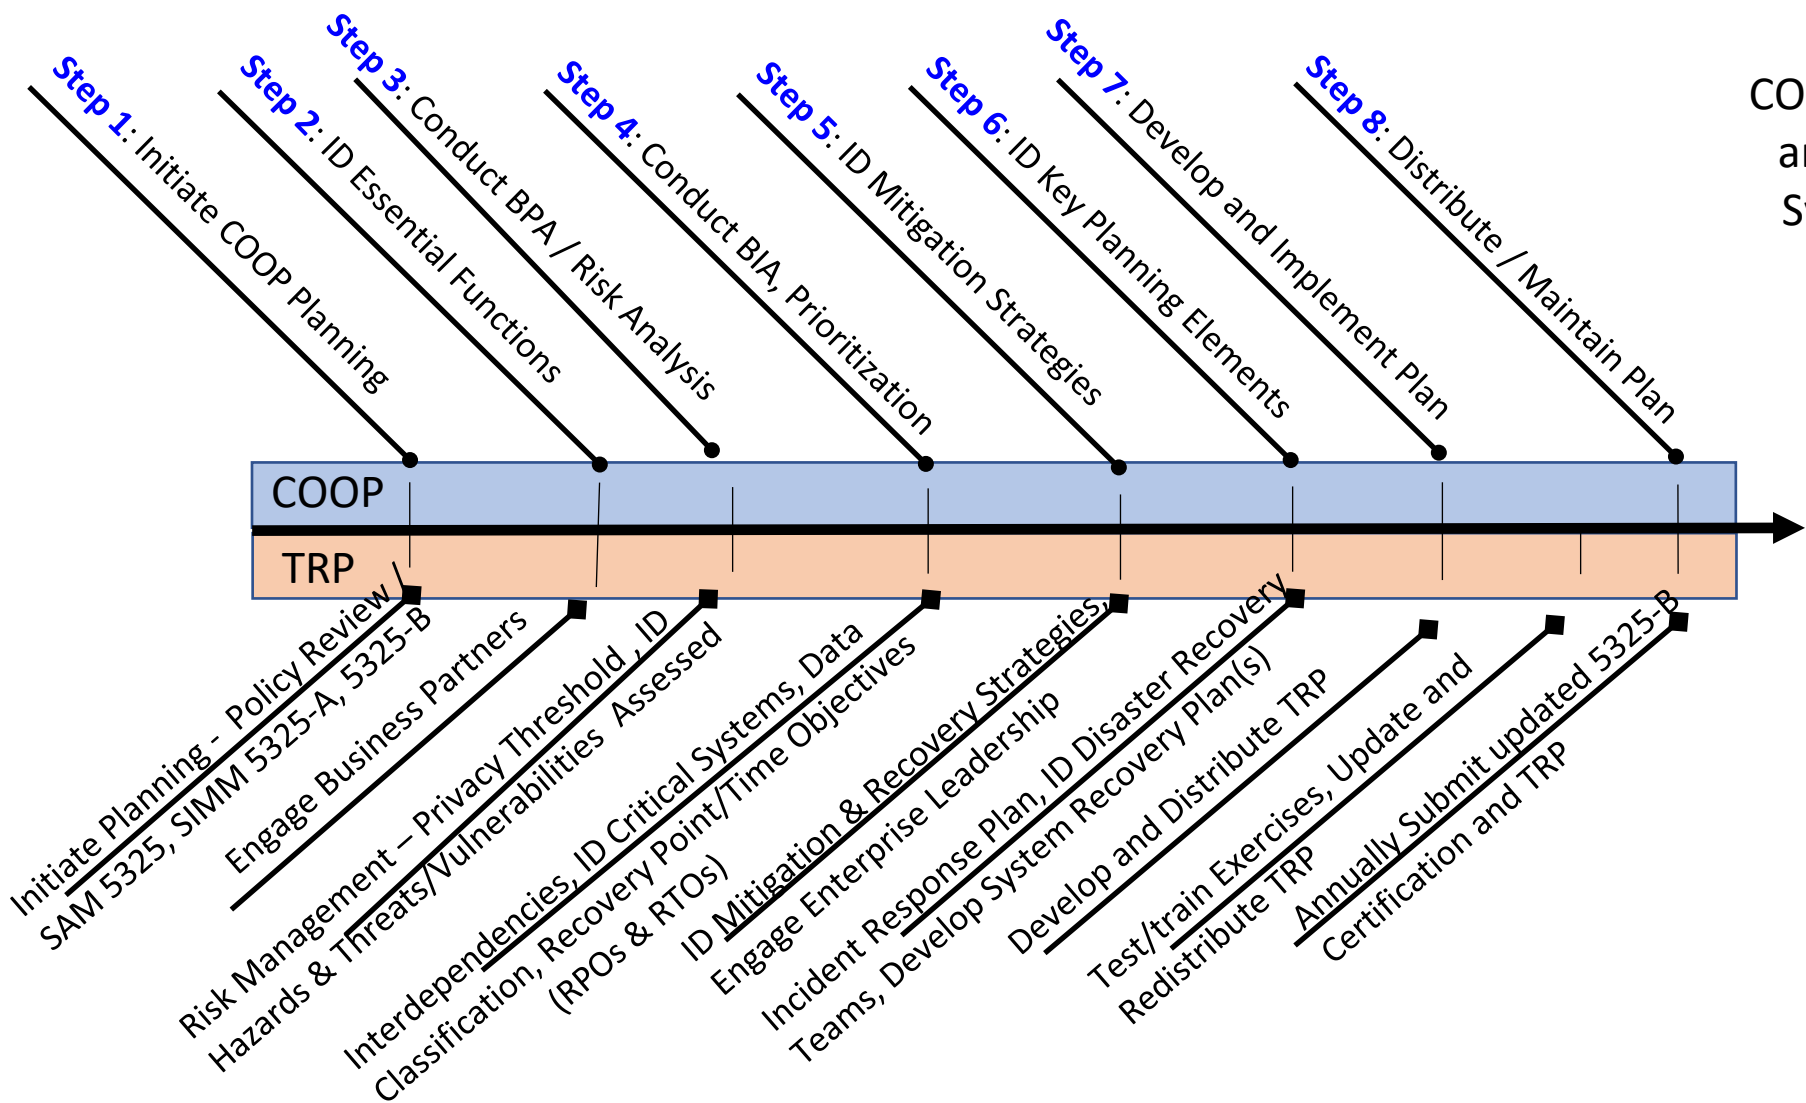 Step 1: Initiate COOP Planning
Step 2: ID Essential Functions
Step 3: Conduct BPA / Risk Analysis
Step 4: Conduct BIA, Prioritization
Step 5: ID Mitigation Strategies
Step 6: ID Key Planning Elements
Step 7: Develop and Implement Plan
Step 8: Distribute / Maintain Plan
CO
COOP
TRP
Initiate Planning - Policy Review /
SAM 5325, SIMM 5325-A, 5325-B
Engage Business Partners
Risk Management – Privacy Threshold , ID
Hazards & Threats/Vulnerabilities Assessed
Interdependencies, ID Critical Systems, Data
Classification, Recovery Point/Time Objectives
(RPOs & RTOs)
ID Mitigation & Recovery Strategies,
Engage Enterprise Leadership
Incident Response Plan, ID Disaster Recovery
Teams, Develop System Recovery Plan(s)
Develop and Distribute TRP
Test/train Exercises, Update and
Redistribute TRP
Annually Submit updated 5325-B
Certification and TRP